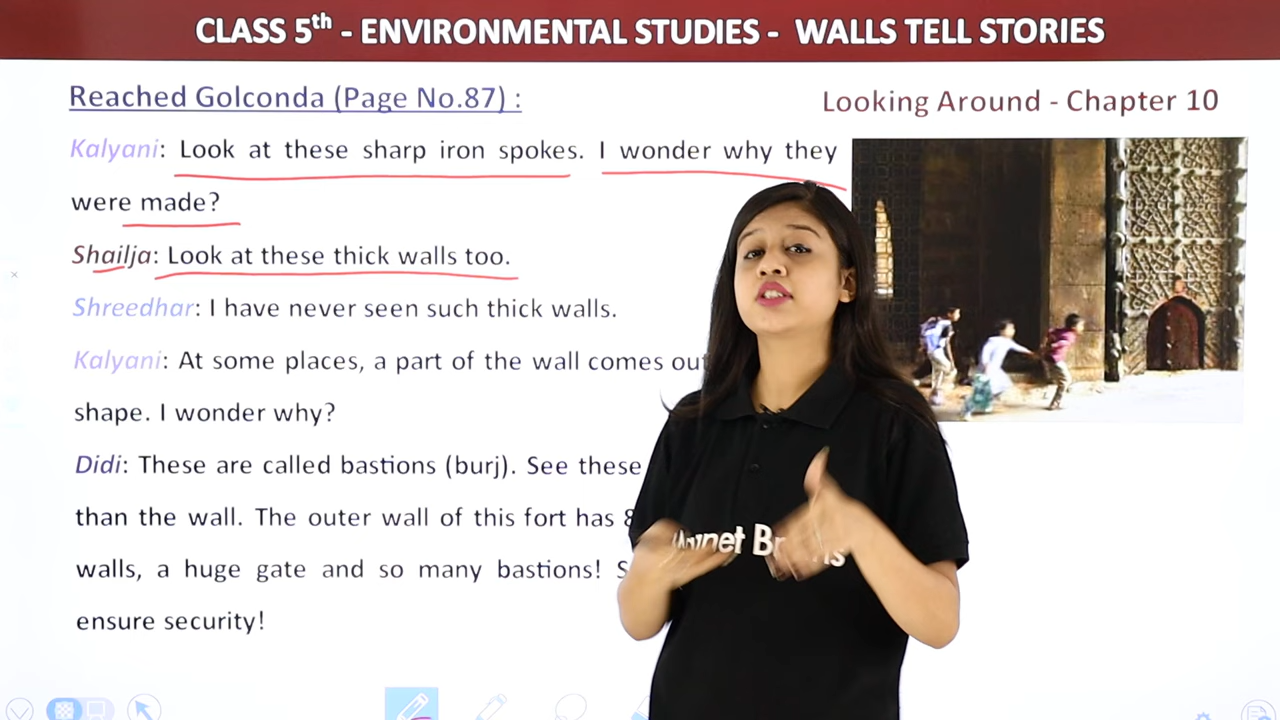 CLASS 5th - ENVIRONMENTAL STUDIES - WALLS TELL STORIES
Reached Golconda (Page No.87) :
Looking Around - Chapter 10
Kalyani: Look at these sharp iron spokes. I wonder why they
were made?
Shailja: Look at these thick walls too.
Shreedhar: I have never seen such thick walls.
Kalyani: At some places, a part of the wall comes out
shape. I wonder why?
Didi: These are called bastions (burj). See these
than the wall. The outer wall of this fort has
walls, a huge gate and so many bastions!
ensure security!